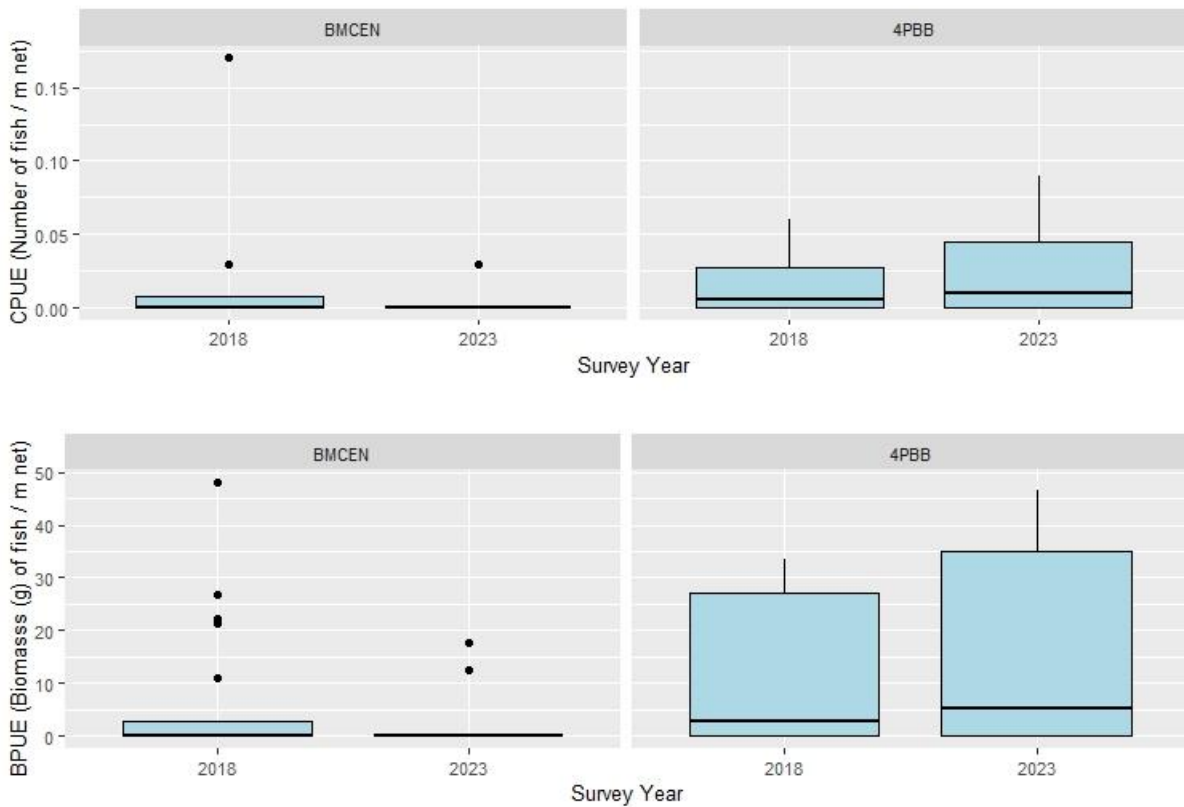 BMCEN 4PBB
CPUE (Number of fish / m net)
0.15
0.10
0.05
0.00
2018 2023 2018 2023
Survey Year
BMCEN 4PBB
BPUE (Biomasss (g) of fish / m net)
50
40
30
20
10
0
2018 2023 2018 2023
Survey Year